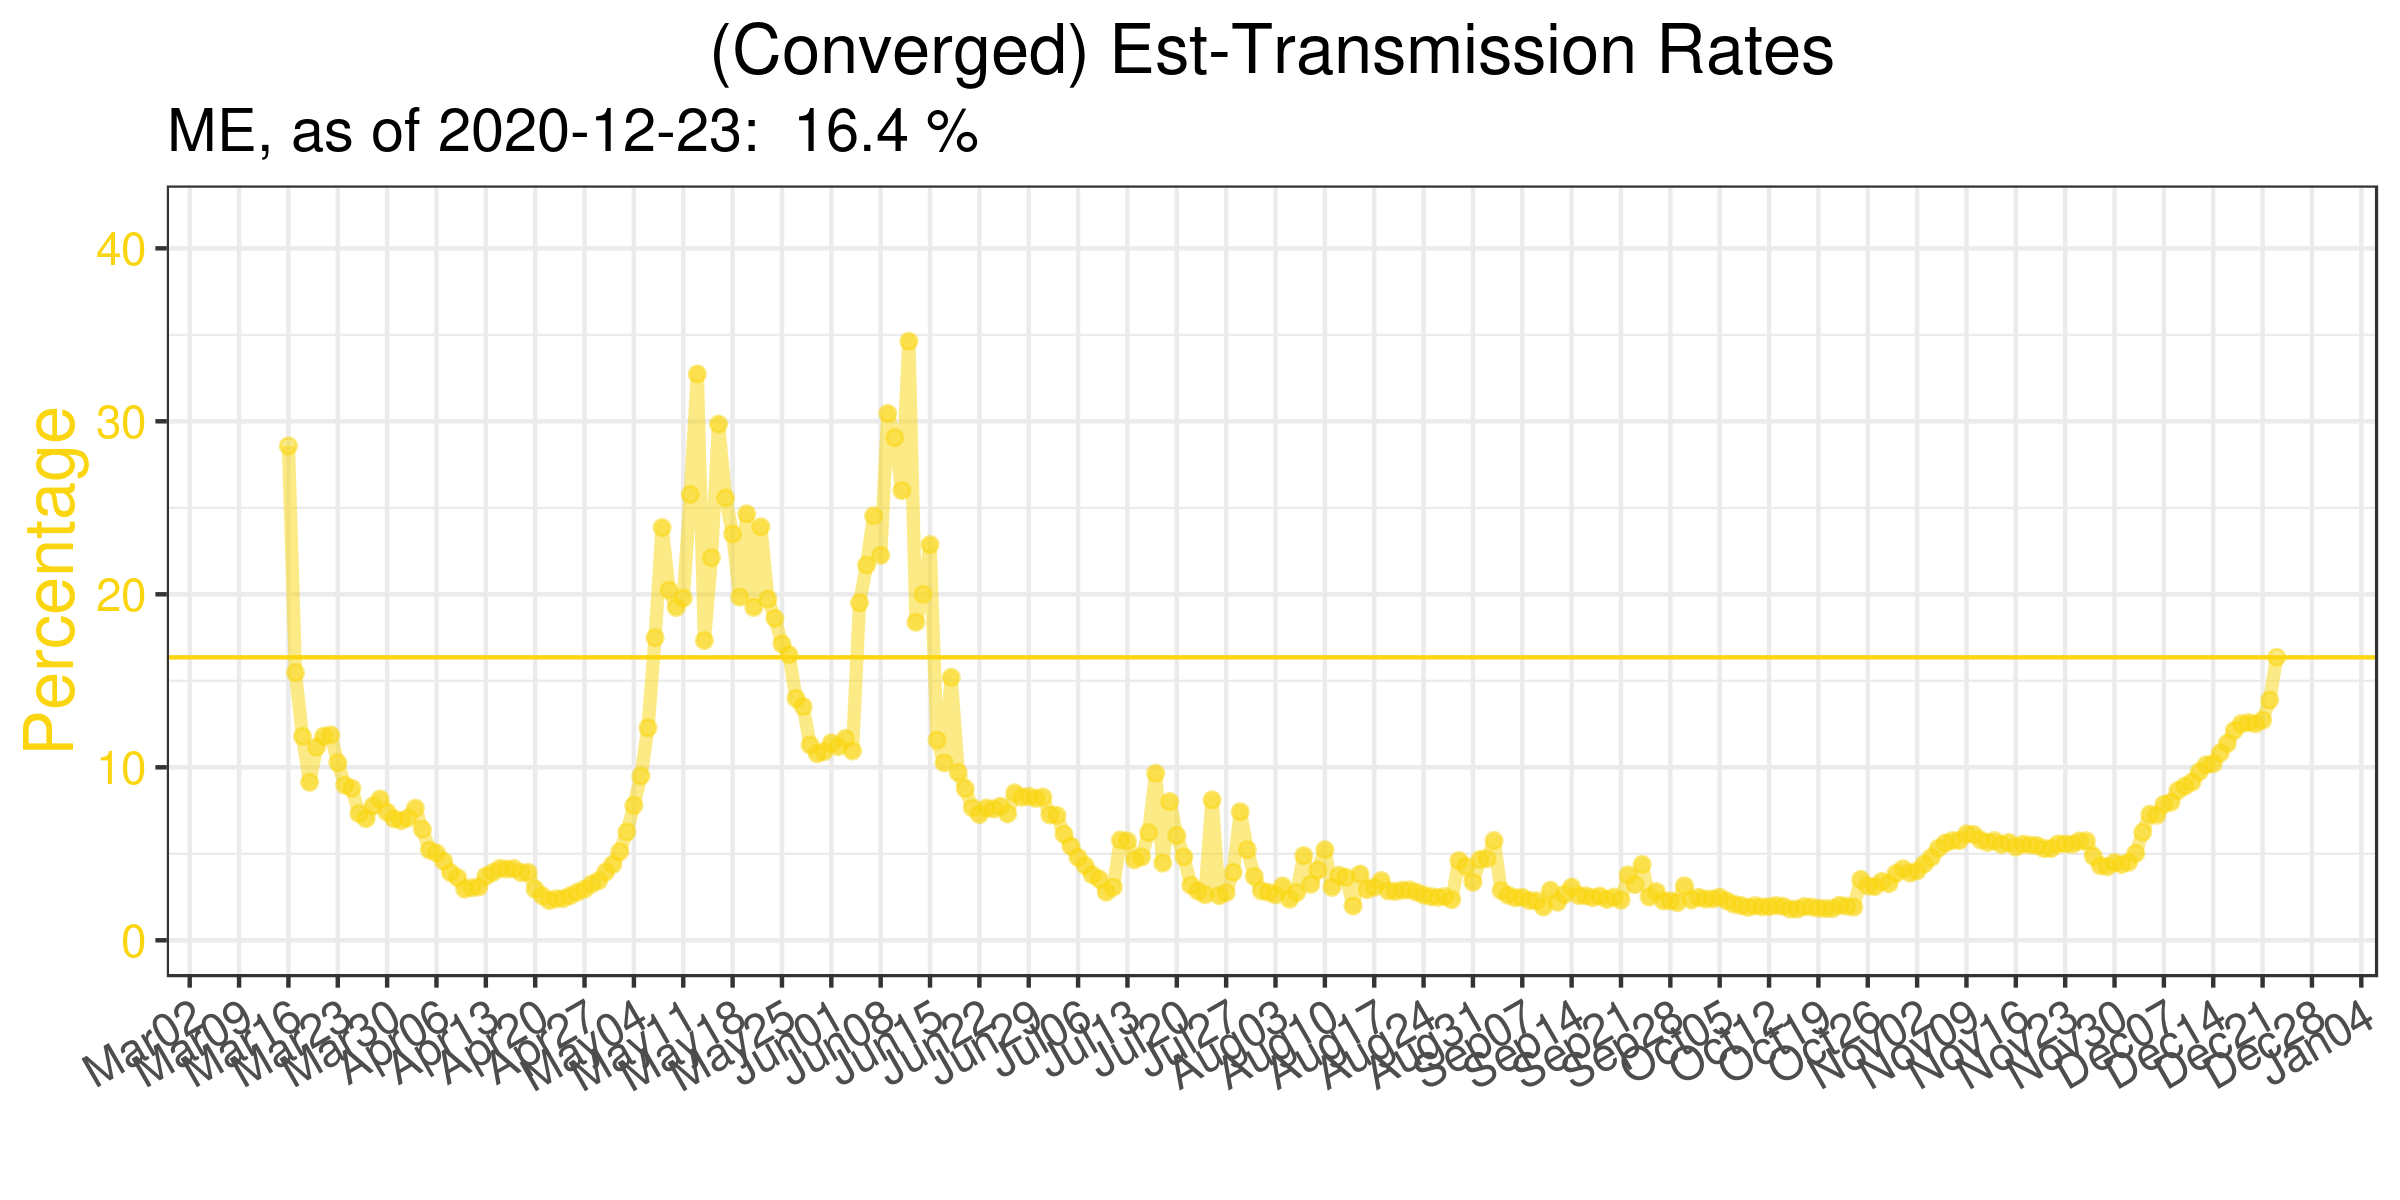 (Converged) Est-Transmission Rates
ME, as of 2020-12-23:  16.4 %
Percentage
40
30
20
10
0
Mar02
Mar09
Mar16
Mar23
Mar30
Apr06
Apr13
Apr20
Apr27
May04
May11
May18
May25
Jun01
Jun08
Jun15
Jun22
Jun29
Jul06
Jul13
Jul20
Jul27
Aug03
Aug10
Aug17
Aug24
Aug31
Sep07
Sep14
Sep21
Sep28
Oct05
Oct12
Oct19
Oct26
Nov02
Nov09
Nov16
Nov23
Nov30
Dec07
Dec14
Dec21
Dec28
Jan04